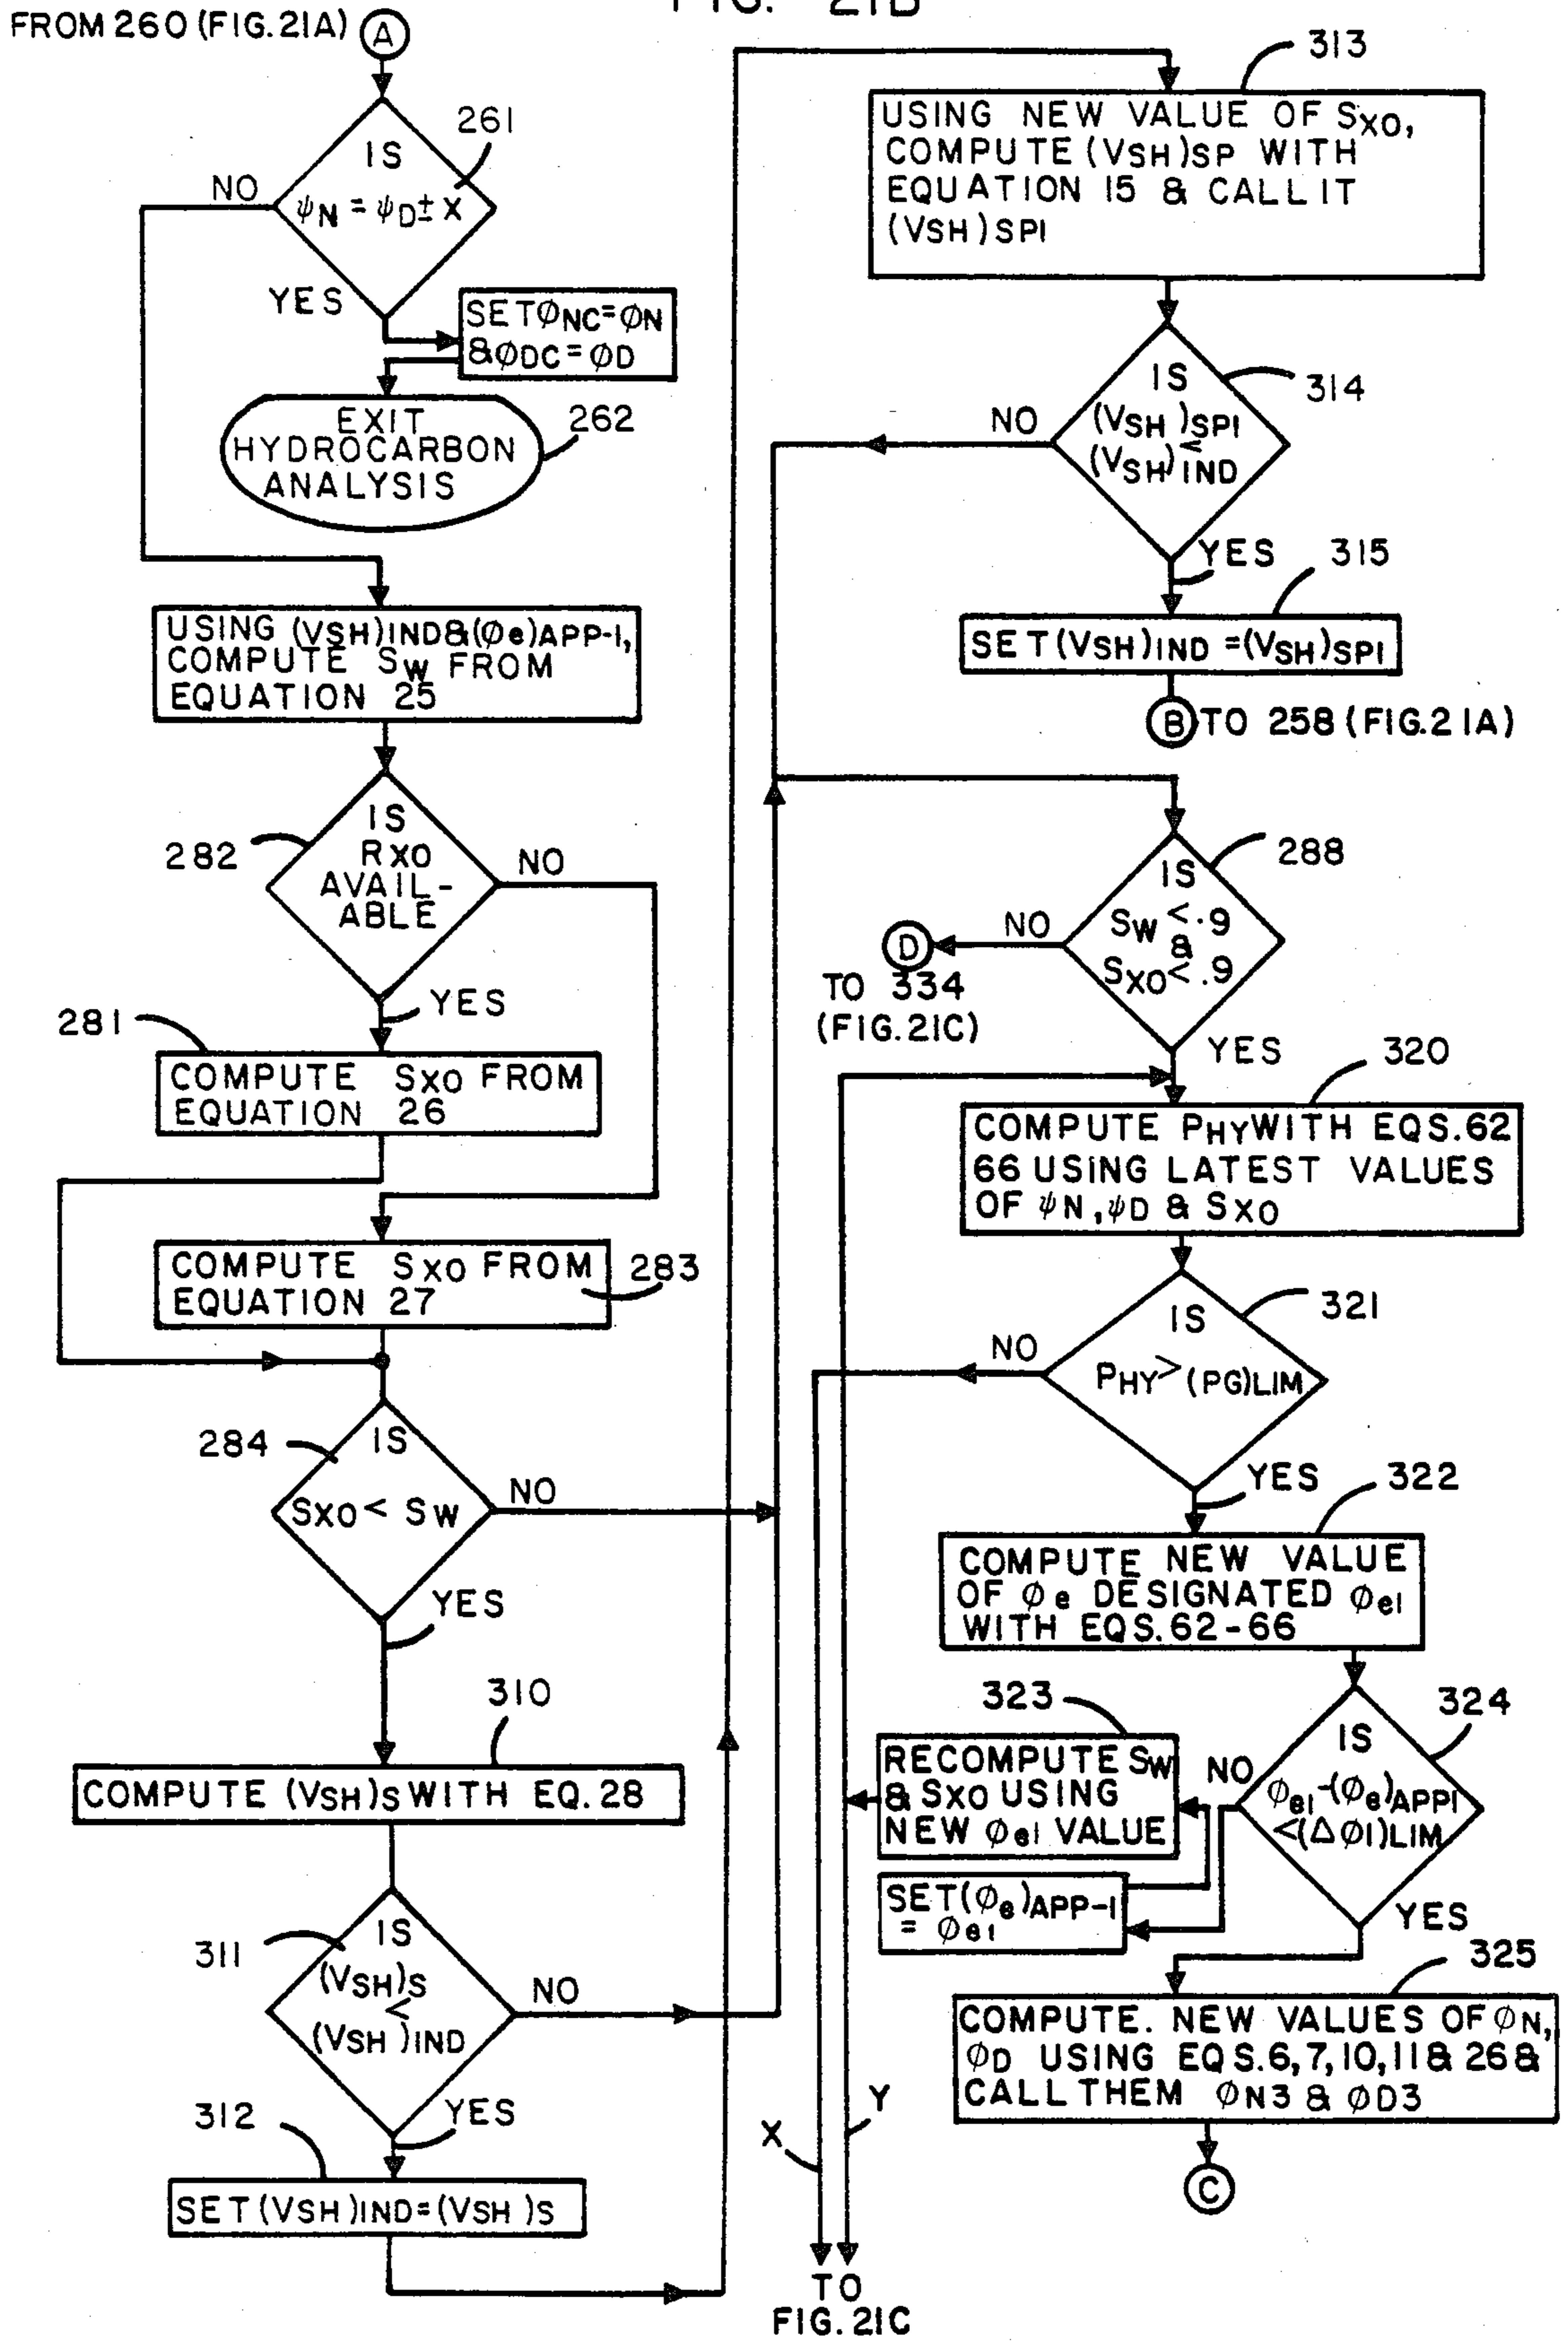 FIG. 21B
FROM 260 (FIG.21A)
A
261
IS
ψN = ψD ± X
NO
YES
SET ØNC=ØN
&ØDC=ØD
EXIT
HYDROCARBON
ANALYSIS
262
USING (VSH)IND&(Øe)APP-1,
COMPUTE SW FROM
EQUATION 25
282
IS
RXO
AVAIL-
ABLE
NO
YES
281
COMPUTE SXO FROM
EQUATION 26
COMPUTE SXO FROM
EQUATION 27
283
284
IS
SXO < SW
NO
YES
310
COMPUTE (VSH)S WITH EQ.28
311
IS
(VSH)S
<
(VSH)IND
NO
YES
312
SET(VSH)IND=(VSH)S
313
USING NEW VALUE OF SXO,
COMPUTE (VSH)SP WITH
EQUATION 15 & CALL IT
(VSH)SP1
314
IS
(VSH)SP1
<
(VSH)IND
NO
YES
315
SET(VSH)IND =(VSH)SP1
B TO 258 (FIG.21A)
288
IS
SW < .9
&
SXO < .9
NO
D
TO 334
(FIG.21C)
YES
320
COMPUTE PHY WITH EQS.62
66 USING LATEST VALUES
OF ψN,ψD & SXO
321
IS
PHY > (PG)LIM
NO
YES
322
COMPUTE NEW VALUE
OF Øe DESIGNATED Øe1
WITH EQS.62-66
323
RECOMPUTE SW
& SXO USING
NEW Øe1 VALUE
324
IS
Øe1-(Øe)APP1
<(ΔØ1)LIM
NO
SET(Øe)APP-1
= Øe1
YES
325
COMPUTE. NEW VALUES OF ØN,
ØD USING EQS.6,7,10,11& 26&
CALL THEM ØN3 & ØD3
C
X
Y
TO
FIG.21C